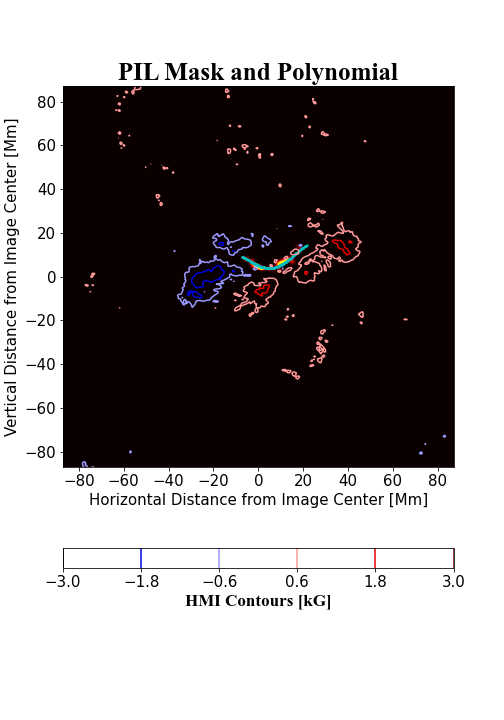 PIL Mask and Polynomial
Vertical Distance from Image Center [Mm]
80
60
40
20
0
−20
−40
−60
−80
−80 −60 −40 −20 0 20 40 60 80
Horizontal Distance from Image Center [Mm]
−3.0 −1.8 −0.6 0.6 1.8 3.0
HMI Contours [kG]